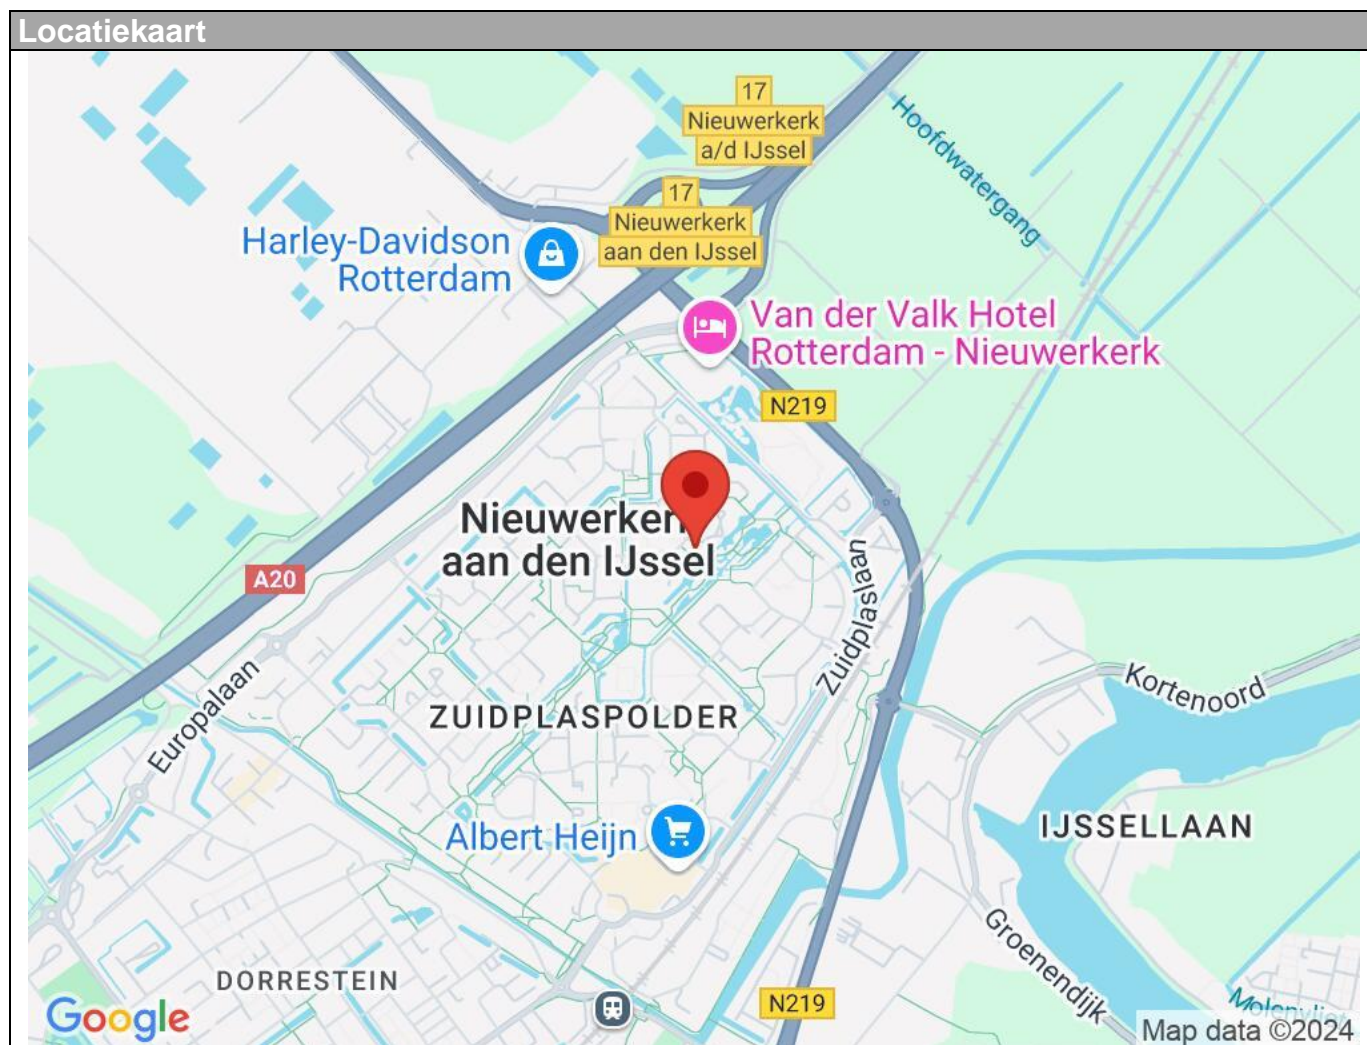 Locatiekaart
17
Nieuwerkerk
a/d IJssel
Hoofdwatergang
17
Nieuwerkerk
aan den IJssel
Harley-Davidson
Rotterdam
Van der Valk Hotel
Rotterdam - Nieuwerkerk
N219
Nieuwerker
aan den IJssel
A20
Zuidplaslaan
Europalaan
Kortenoord
ZUIDPLASPOLDER
IJSSELLAAN
Albert Heijn
Groenendijk
DORRESTEIN
N219
Molenvliet
Google
Map data ©2024